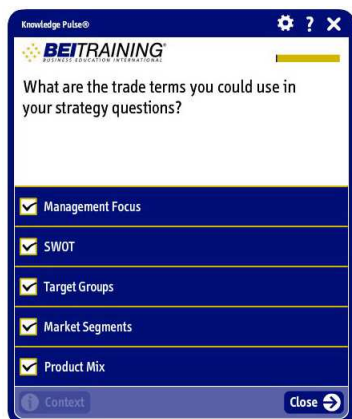 Knowledge Pulse®
BEITRAINING®
BUSINESS EDUCATION INTERNATIONAL
What are the trade terms you could use in
your strategy questions?
Management Focus
SWOT
Target Groups
Market Segments
Product Mix
Context
Close